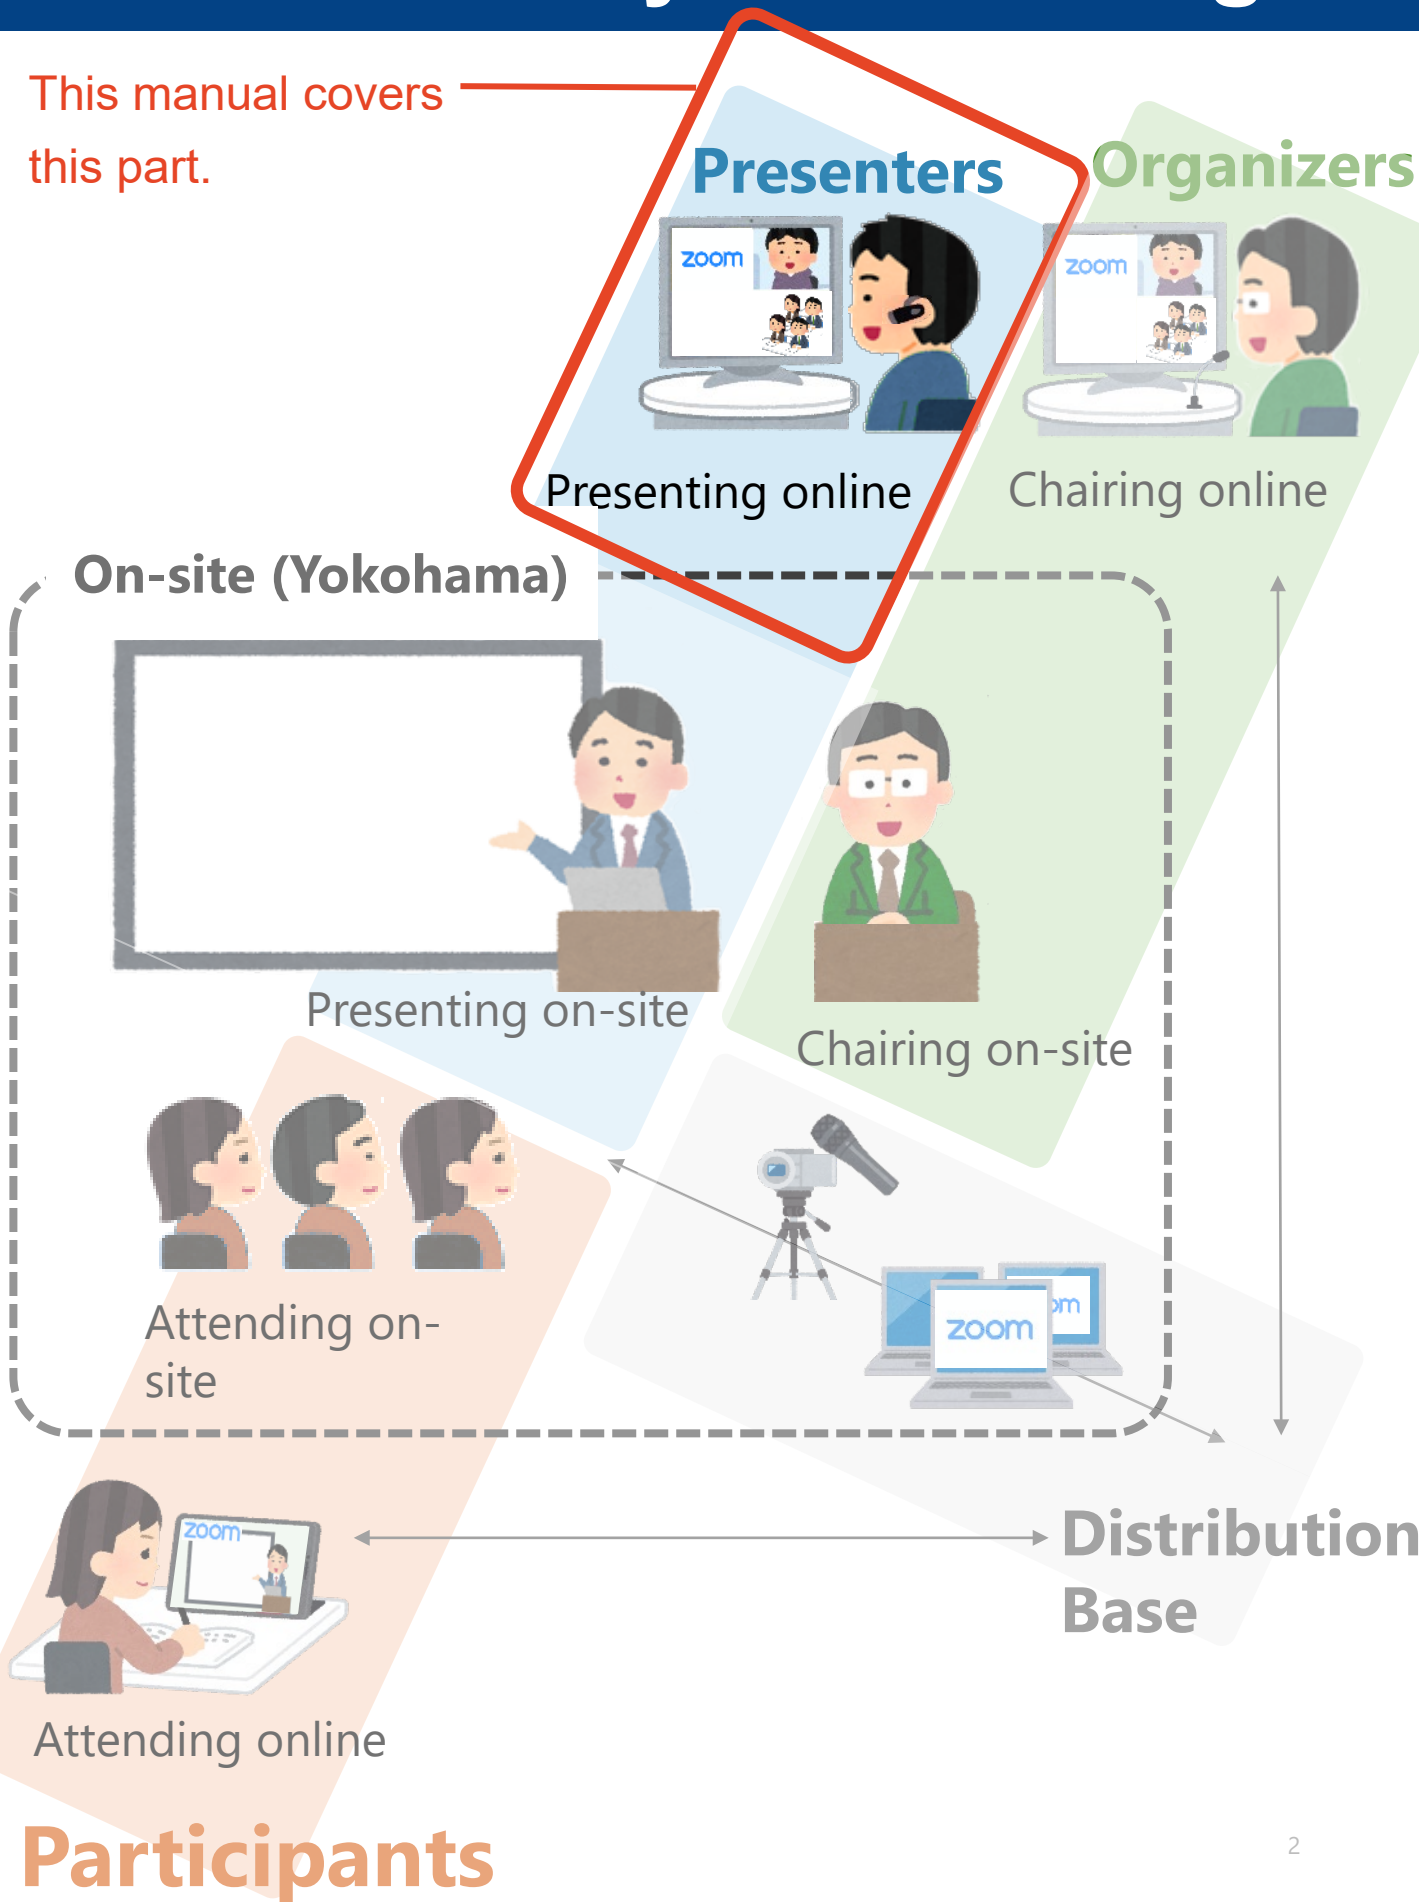 This manual covers
this part.
Presenters
Organizers
zoom
zoom
Presenting online
Chairing online
On-site (Yokohama)
Presenting on-site
Chairing on-site
Attending on-
site
zoom
zoom
Distribution
Base
Attending online
Participants
2